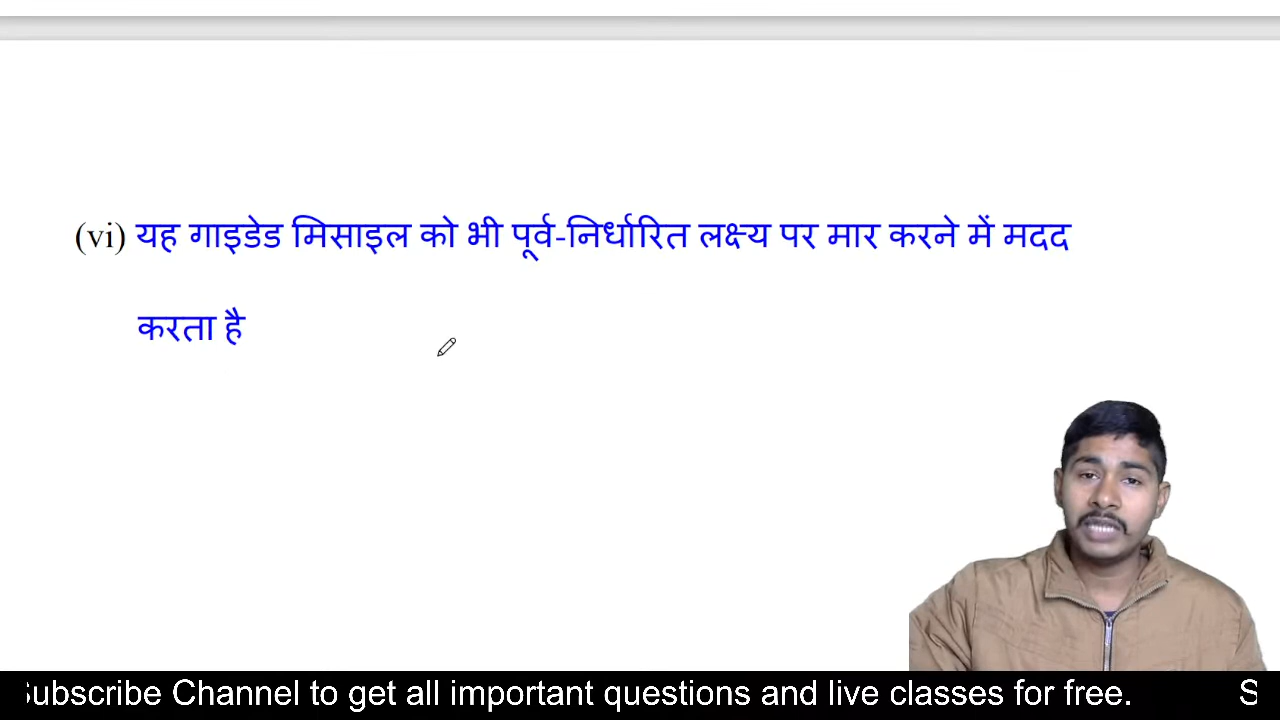 (vi) यह गाइडेड मिसाइल को भी पूर्व-निर्धारित लक्ष्य पर मार करने में मदद
करता है
Subscribe Channel to get all important questions and live classes for free. S